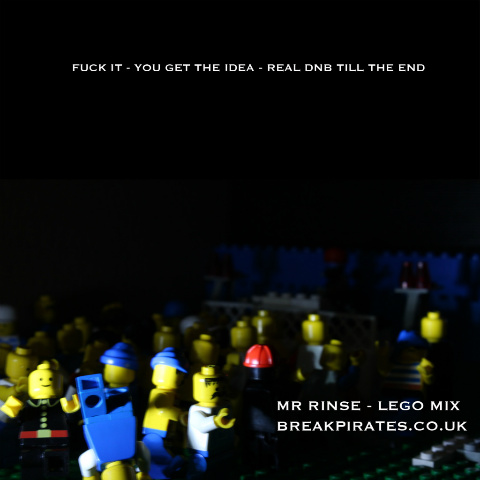 FUCK IT - YOU GET THE IDEA - REAL DNB TILL THE END
MR RINSE - LEGO MIX
BREAKPIRATES.CO.UK